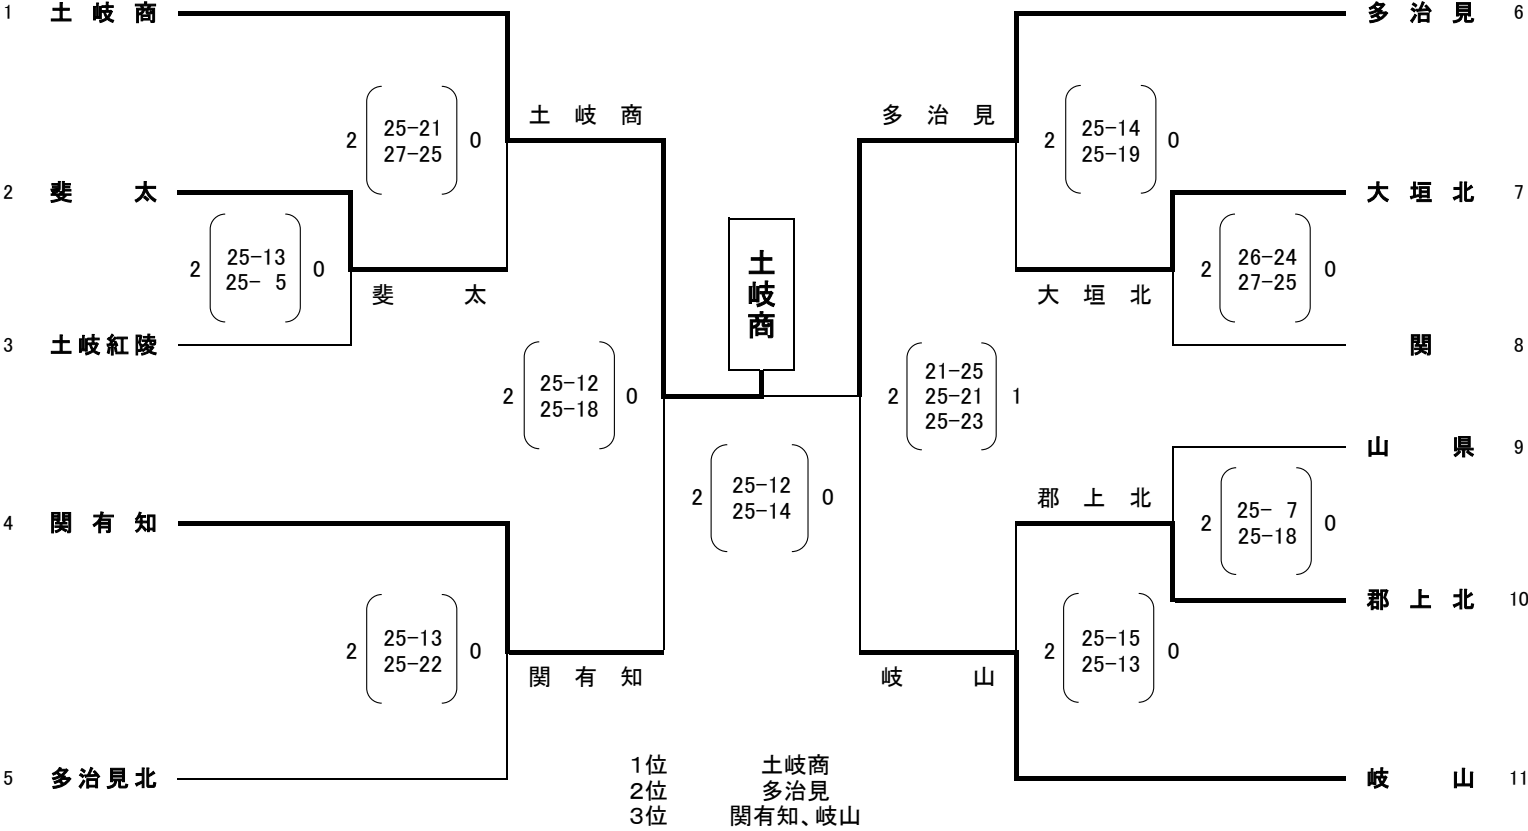 1 土岐商
多治見 6
土岐商
多治見
2 25-21 0
27-25
2 25-14 0
25-19
2 斐太
大垣北 7
2 25-13 0
25- 5
土岐商
2 26-24 0
27-25
斐太
大垣北
3 土岐紅陵
関 8
2 25-12 0
25-18
2 21-25 1
25-21
25-23
山県 9
2 25-12 0
25-14
郡上北
4 関有知
2 25- 7 0
25-18
郡上北 10
2 25-13 0
25-22
2 25-15 0
25-13
関有知
岐山
5 多治見北
岐山 11
1位 土岐商
2位 多治見
3位 関有知、岐山